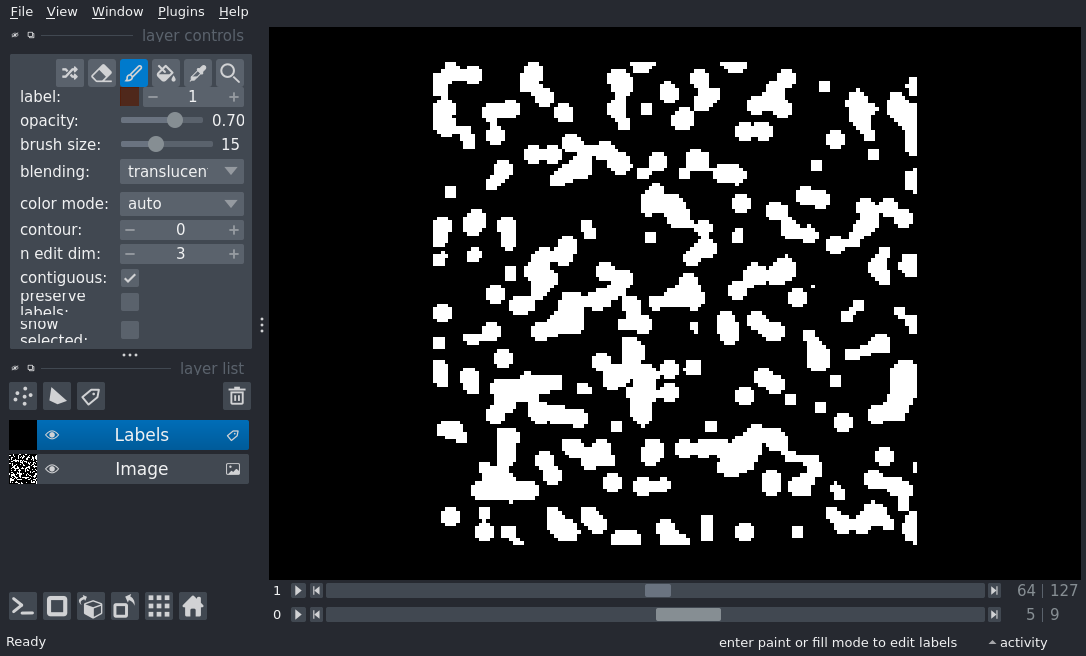 File View Window Plugins Help
layer controls
label: 1
opacity: 0.70
brush size: 15
blending: translucen
color mode: auto
contour: 0
n edit dim: 3
contiguous:
preserve
labels:
show
selected:
layer list
Labels
Image
1 64 127
0 5 9
Ready enter paint or fill mode to edit labels activity